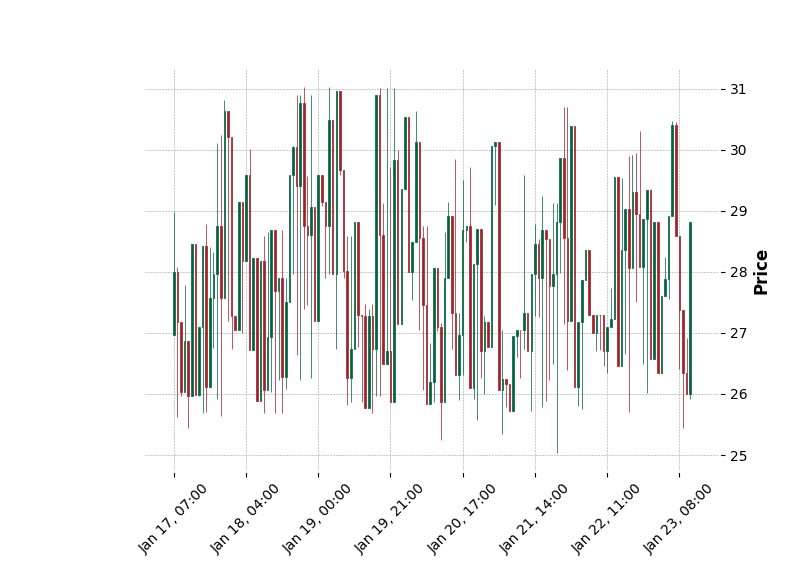 31
30
29
28
27
26
25
Price
Jan 17, 07:00
Jan 18, 04:00
Jan 19, 00:00
Jan 19, 21:00
Jan 20, 17:00
Jan 21, 14:00
Jan 22, 11:00
Jan 23, 08:00